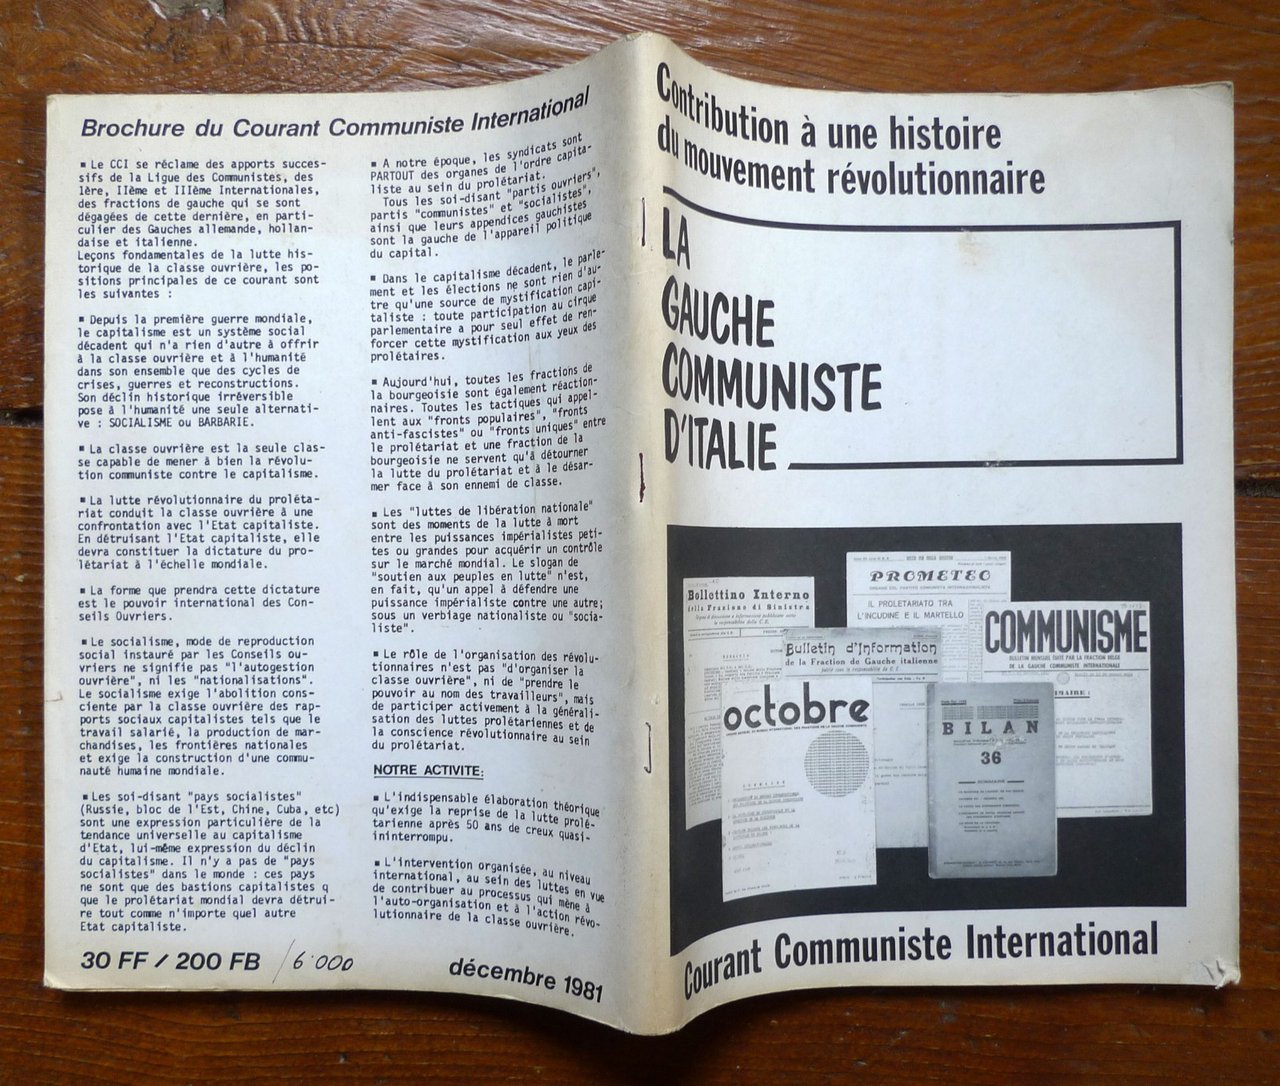 Brochure du Courant Communiste International
▪ Le CCI se réclame des apports succes-
sifs de la Ligue des Communistes, des
1ère, IIème et IIIème Internationales,
des fractions de gauche qui se sont
dégagées de cette dernière, en parti-
culier des Gauches allemande, hollan-
daise et italienne.
Leçons fondamentales de la lutte his-
torique de la classe ouvrière, les po-
sitions principales de ce courant sont
les suivantes :
▪ Depuis la première guerre mondiale,
le capitalisme est un système social
décadent qui n'a rien d'autre à offrir
à la classe ouvrière et à l'humanité
dans son ensemble que des cycles de
crises, guerres et reconstructions.
Son déclin historique irréversible
pose à l'humanité une seule alternati-
ve : SOCIALISME ou BARBARIE.
▪ La classe ouvrière est la seule clas-
se capable de mener à bien la révolu-
tion communiste contre le capitalisme.
▪ La lutte révolutionnaire du proléta-
riat conduit la classe ouvrière à une
confrontation avec l'Etat capitaliste.
En détruisant l'Etat capitaliste, elle
devra constituer la dictature du pro-
létariat à l'échelle mondiale.
▪ La forme que prendra cette dictature
est le pouvoir international des Con-
seils Ouvriers.
▪ Le socialisme, mode de reproduction
social instauré par les Conseils ou-
vriers ne signifie pas "l'autogestion
ouvrière", ni les "nationalisations".
Le socialisme exige l'abolition cons-
ciente par la classe ouvrière des rap-
ports sociaux capitalistes tels que le
travail salarié, la production de mar-
chandises, les frontières nationales
et exige la construction d'une commu-
nauté humaine mondiale.
▪ Les soi-disant "pays socialistes"
(Russie, bloc de l'Est, Chine, Cuba, etc)
sont une expression particulière de la
tendance universelle au capitalisme
d'Etat, lui-même expression du déclin
du capitalisme. Il n'y a pas de "pays
socialistes" dans le monde : ces pays
ne sont que des bastions capitalistes q
que le prolétariat mondial devra détrui-
re tout comme n'importe quel autre
Etat capitaliste.
▪ A notre époque, les syndicats sont
PARTOUT des organes de l'ordre capita-
liste au sein du prolétariat.
Tous les soi-disant "partis ouvriers",
partis "communistes" et "socialistes",
ainsi que leurs appendices gauchistes
sont la gauche de l'appareil politique
du capital.
▪ Dans le capitalisme décadent, le parle-
ment et les élections ne sont rien d'au-
tre qu'une source de mystification capi-
taliste : toute participation au cirque
parlementaire a pour seul effet de ren-
forcer cette mystification aux yeux des
prolétaires.
▪ Aujourd'hui, toutes les fractions de
la bourgeoisie sont également réaction-
naires. Toutes les tactiques qui appel-
lent aux "fronts populaires", "fronts
anti-fascistes" ou "fronts uniques" entre
le prolétariat et une fraction de la
bourgeoisie ne servent qu'à détourner
la lutte du prolétariat et à le désar-
mer face à son ennemi de classe.
▪ Les "luttes de libération nationale"
sont des moments de la lutte à mort
entre les puissances impérialistes peti-
tes ou grandes pour acquérir un contrôle
sur le marché mondial. Le slogan de
"soutien aux peuples en lutte" n'est,
en fait, qu'un appel à défendre une
puissance impérialiste contre une autre;
sous un verbiage nationaliste ou "socia-
liste".
▪ Le rôle de l'organisation des révolu-
tionnaires n'est pas "d'organiser la
classe ouvrière", ni de "prendre le
pouvoir au nom des travailleurs", mais
de participer activement à la générali-
sation des luttes prolétariennes et de
la conscience révolutionnaire au sein
du prolétariat.
NOTRE ACTIVITE:
▪ L'indispensable élaboration théorique
qu'exige la reprise de la lutte prolé-
tarienne après 50 ans de creux quasi-
ininterrompu.
▪ L'intervention organisée, au niveau
international, au sein des luttes en vue
de contribuer au processus qui mène à
l'auto-organisation et à l'action révo-
lutionnaire de la classe ouvrière.
30 FF / 200 FB /6'000
décembre 1981
Contribution à une histoire
du mouvement révolutionnaire
LA
GAUCHE
COMMUNISTE
D'ITALIE
Bollettino Interno
della Frazione di Sinistra
PROMETEO
IL PROLETARIATO TRA
L'INCUDINE E IL MARTELLO
COMMUNISME
BULLETIN MENSUEL ÉDITÉ PAR LA FRACTION BELGE
DE LA GAUCHE COMMUNISTE INTERNATIONALE
Bulletin d'Information
de la Fraction de Gauche italienne
octobre
BILAN
36
Courant Communiste International